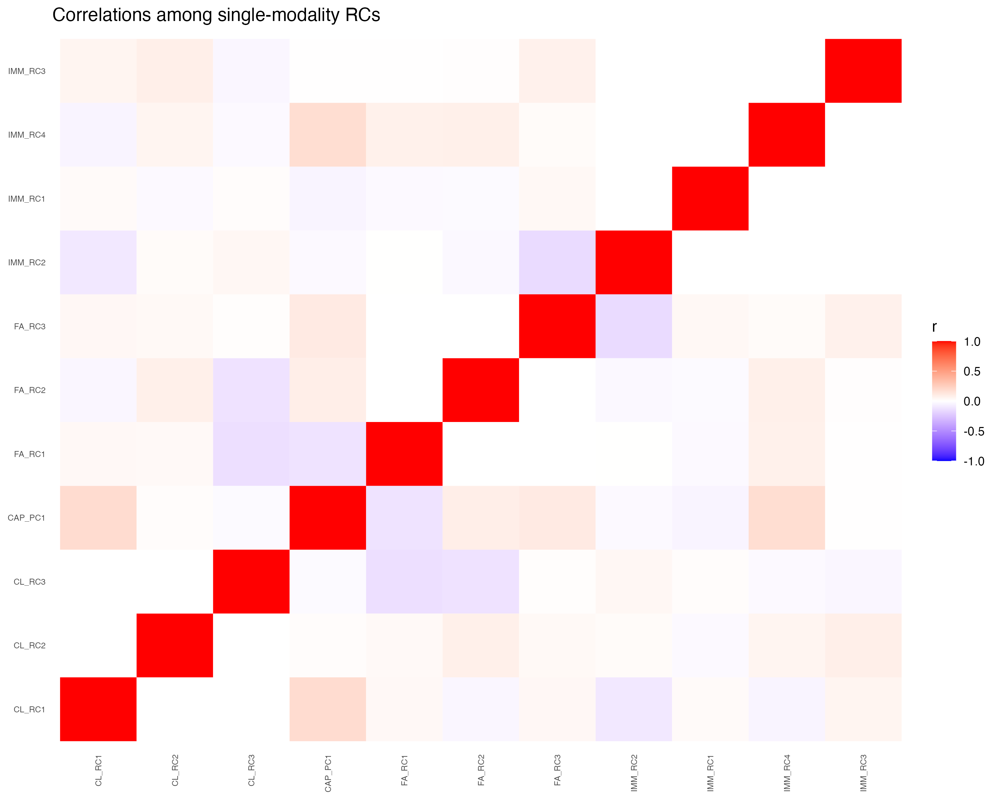 Correlations among single-modality RCs
IMM_RC3
IMM_RC4
IMM_RC1
IMM_RC2
FA_RC3
FA_RC2
FA_RC1
CAP_PC1
CL_RC3
CL_RC2
CL_RC1
CL_RC1
CL_RC2
CL_RC3
CAP_PC1
FA_RC1
FA_RC2
FA_RC3
IMM_RC2
IMM_RC1
IMM_RC4
IMM_RC3
r
1.0
0.5
0.0
-0.5
-1.0